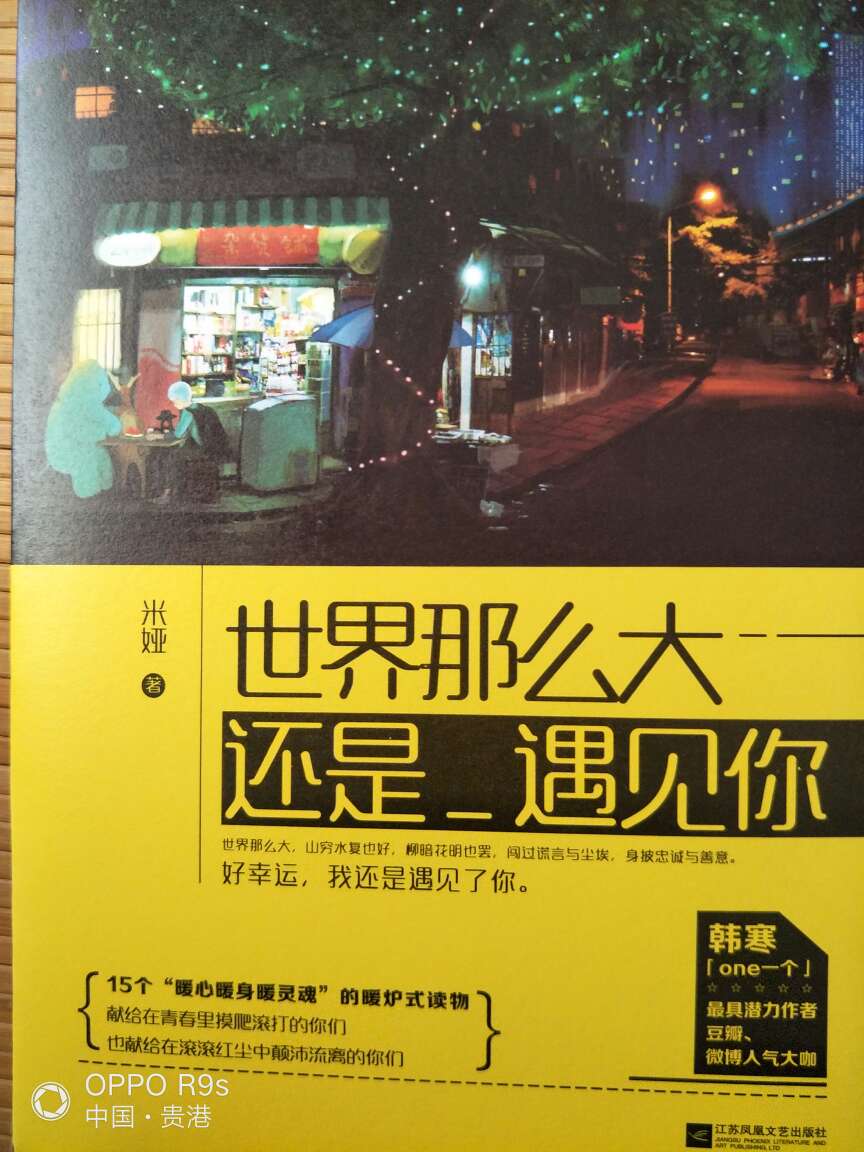 杂货铺
米娅
著
世界那么大
还是_遇见你
世界那么大，山穷水复也好，柳暗花明也罢，闯过谎言与尘埃，身披忠诚与善意。
好幸运，我还是遇见了你。
韩寒
「one一个」
☆☆☆☆☆
最具潜力作者
豆瓣、
微博人气大咖
15个“暖心暖身暖灵魂”的暖炉式读物
献给在青春里摸爬滚打的你们
也献给在滚滚红尘中颠沛流离的你们
OPPO R9s
中国·贵港
江苏凤凰文艺出版社
JIANGSU PHOENIX LITERATURE AND
ART PUBLISHING, LTD